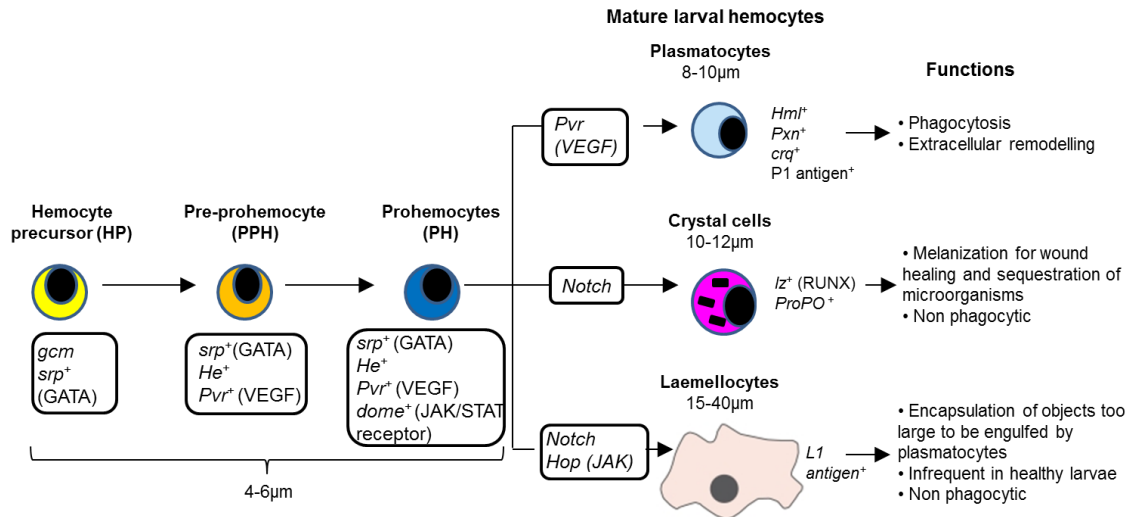 Mature larval hemocytes
Plasmatocytes
8-10µm
Functions
Pvr
(VEGF)
Hml⁺
Pxn⁺
crq⁺
P1 antigen⁺
• Phagocytosis
• Extracellular remodelling
Hemocyte
precursor (HP)
Pre-prohemocyte
(PPH)
Prohemocytes
(PH)
Crystal cells
10-12µm
Notch
lz⁺ (RUNX)
ProPO⁺
• Melanization for wound
healing and sequestration of
microorganisms
• Non phagocytic
gcm
srp⁺
(GATA)
srp⁺(GATA)
He⁺
Pvr⁺ (VEGF)
srp⁺ (GATA)
He⁺
Pvr⁺ (VEGF)
dome⁺ (JAK/STAT
receptor)
4-6µm
Laemellocytes
15-40µm
Notch
Hop (JAK)
L1
antigen⁺
• Encapsulation of objects too
large to be engulfed by
plasmatocytes
• Infrequent in healthy larvae
• Non phagocytic